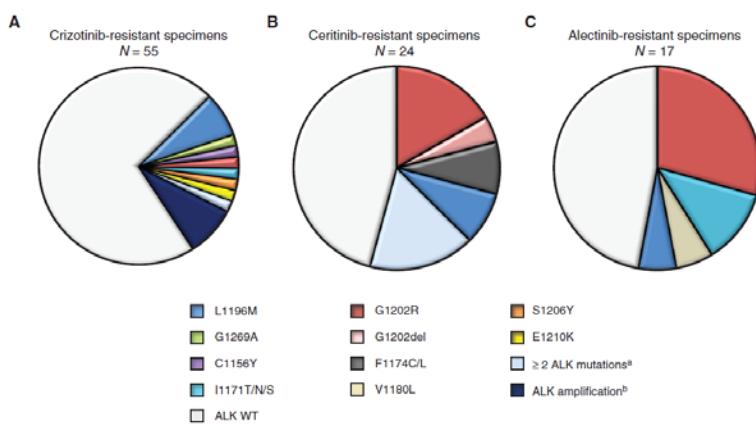 A
Crizotinib-resistant specimens
N = 55
B
Ceritinib-resistant specimens
N = 24
C
Alectinib-resistant specimens
N = 17
L1196M
G1202R
S1206Y
G1269A
G1202del
E1210K
C1156Y
F1174C/L
≥ 2 ALK mutationsᵃ
I1171T/N/S
V1180L
ALK amplificationᵇ
ALK WT